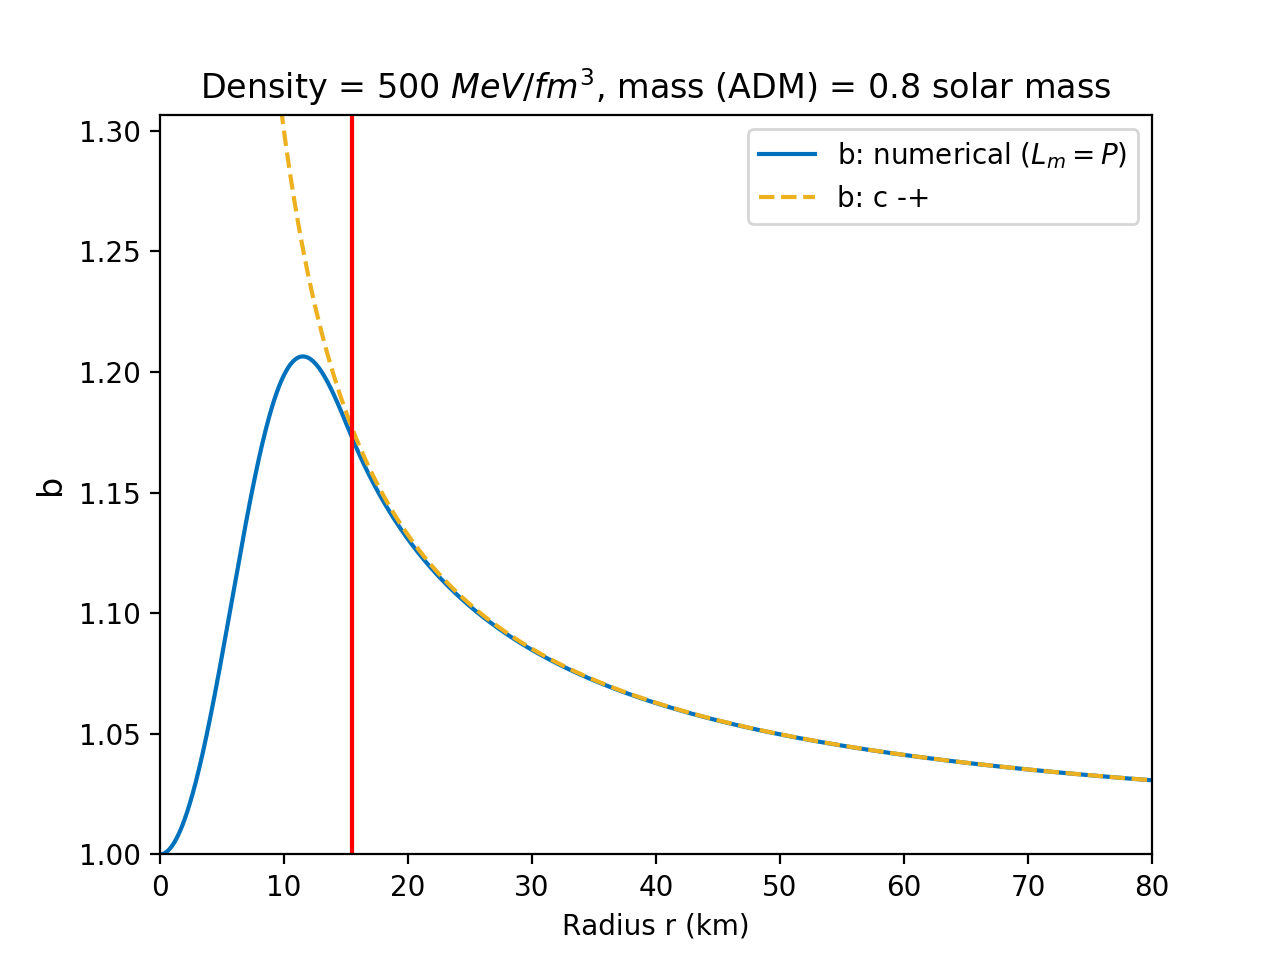 Density = 500 MeV/fm³, mass (ADM) = 0.8 solar mass
b: numerical (Lₘ = P)
b: c -+
b
1.30
1.25
1.20
1.15
1.10
1.05
1.00
0 10 20 30 40 50 60 70 80
Radius r (km)